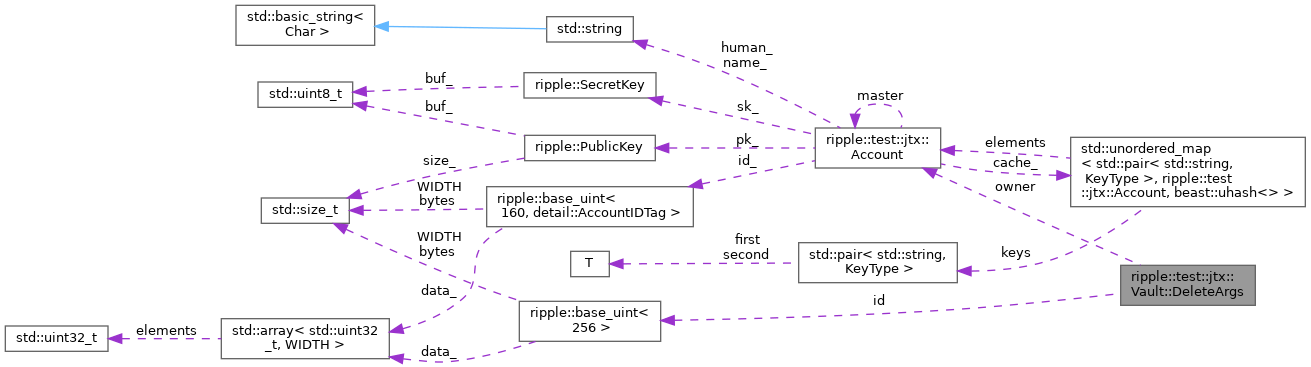 std::basic_string<
Char >
std::string
human_
name_
std::uint8_t
buf_
buf_
ripple::SecretKey
sk_
master
ripple::PublicKey
pk_
ripple::test::jtx::
Account
elements
cache_
owner
std::unordered_map
< std::pair< std::string,
KeyType >, ripple::test
::jtx::Account, beast::uhash<> >
size_
id_
WIDTH
bytes
std::size_t
ripple::base_uint<
160, detail::AccountIDTag >
WIDTH
bytes
T
first
second
std::pair< std::string,
KeyType >
keys
ripple::test::jtx::
Vault::DeleteArgs
data_
id
ripple::base_uint<
256 >
std::uint32_t
elements
std::array< std::uint32
_t, WIDTH >
data_